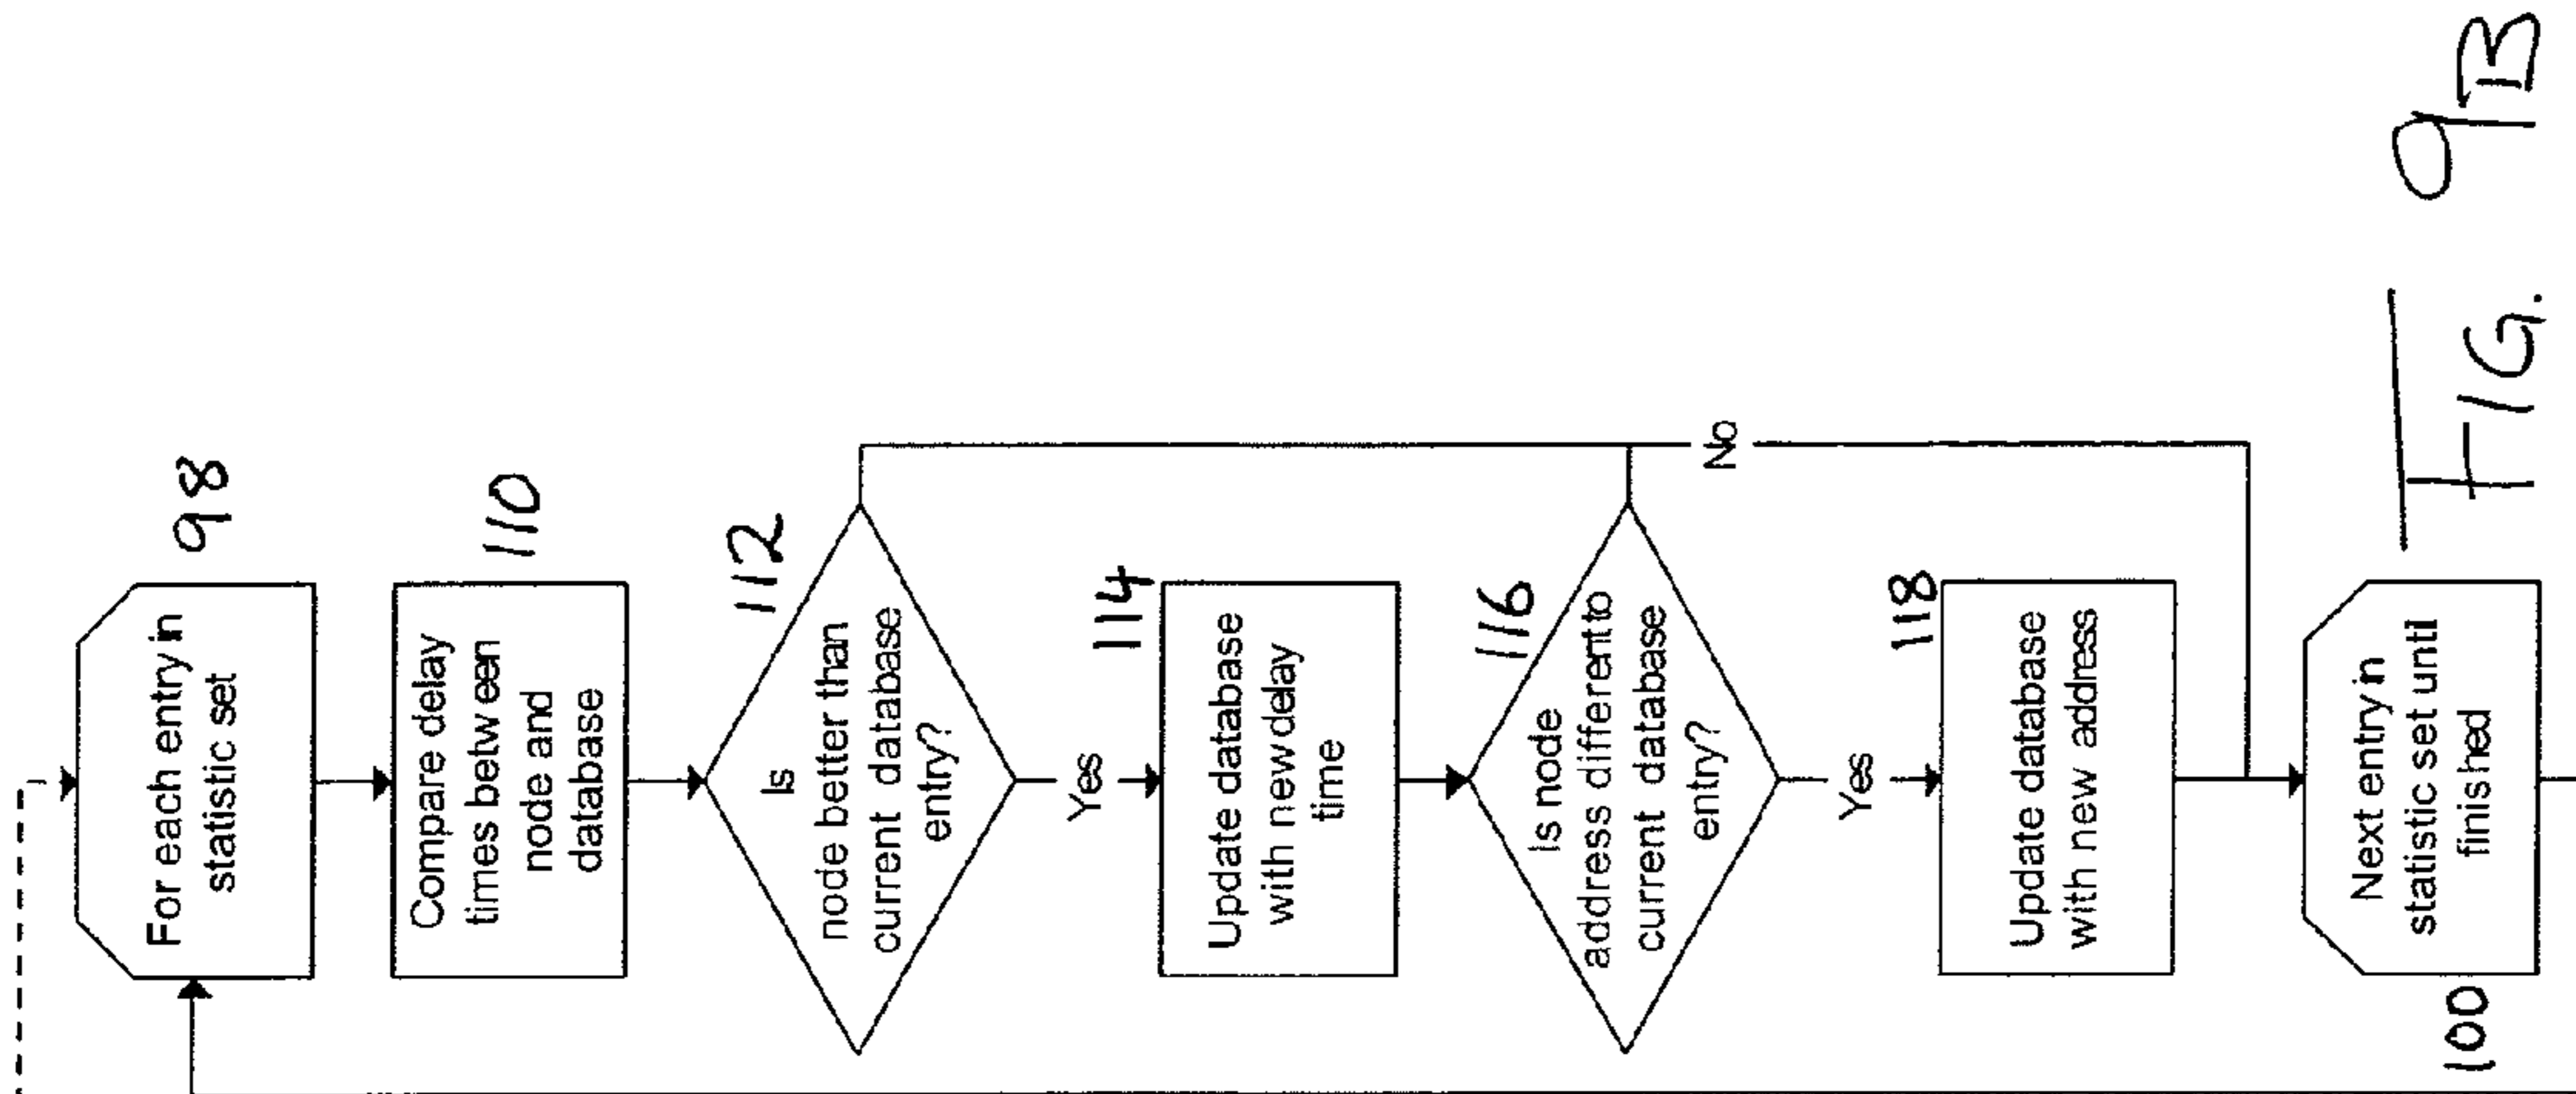 For each entry in
statistic set
98
Compare delay
times between
node and
database
110
Is
node better than
current database
entry?
112
Yes
Update database
with new delay
time
114
Is node
address different to
current database
entry?
116
No
Yes
Update database
with new address
118
Next entry in
statistic set until
finished
100
FIG. 9B